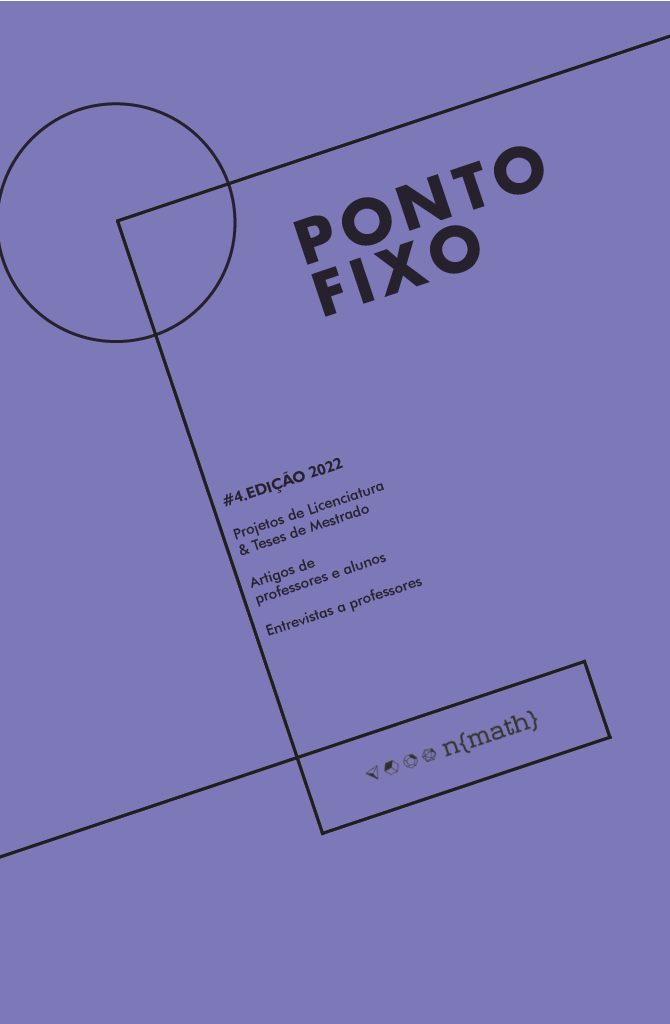 PONTO
FIXO
#4.EDIÇÃO 2022
Projetos de Licenciatura
& Teses de Mestrado
Artigos de
professores e alunos
Entrevistas a professores
n{math}